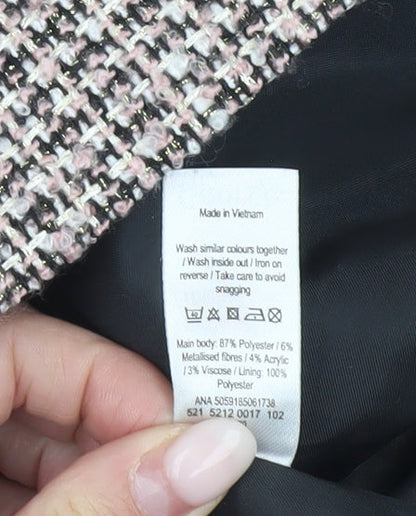 Made in Vietnam
Wash similar colours together
/ Wash inside out / Iron on
reverse / Take care to avoid
snagging
Main body: 87% Polyester / 6%
Metallised fibres / 4% Acrylic
/ 3% Viscose / Lining: 100%
Polyester
ANA 5059185061738
521 5212 0017 102